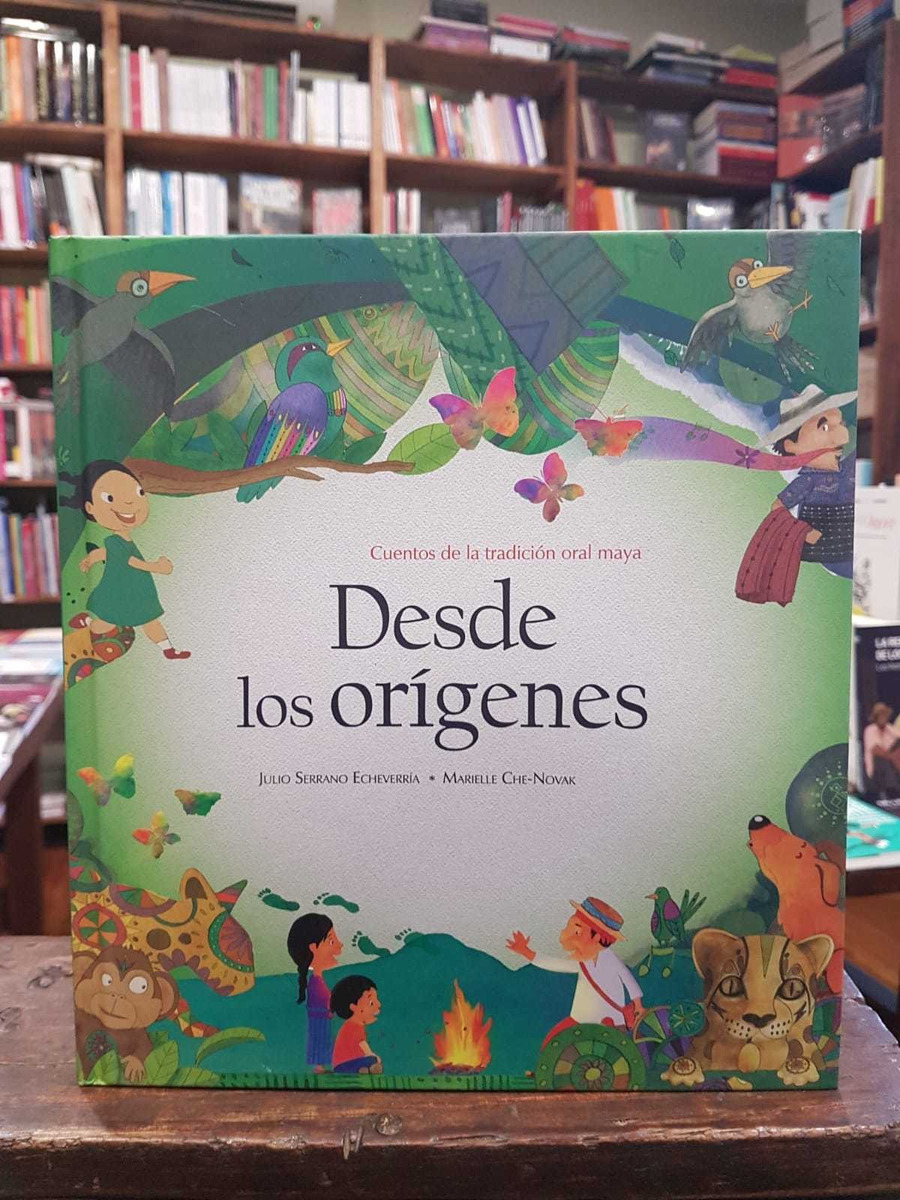 Cuentos de la tradición oral maya
Desde
los orígenes
Julio Serrano Echeverría • Marielle Che-Novak